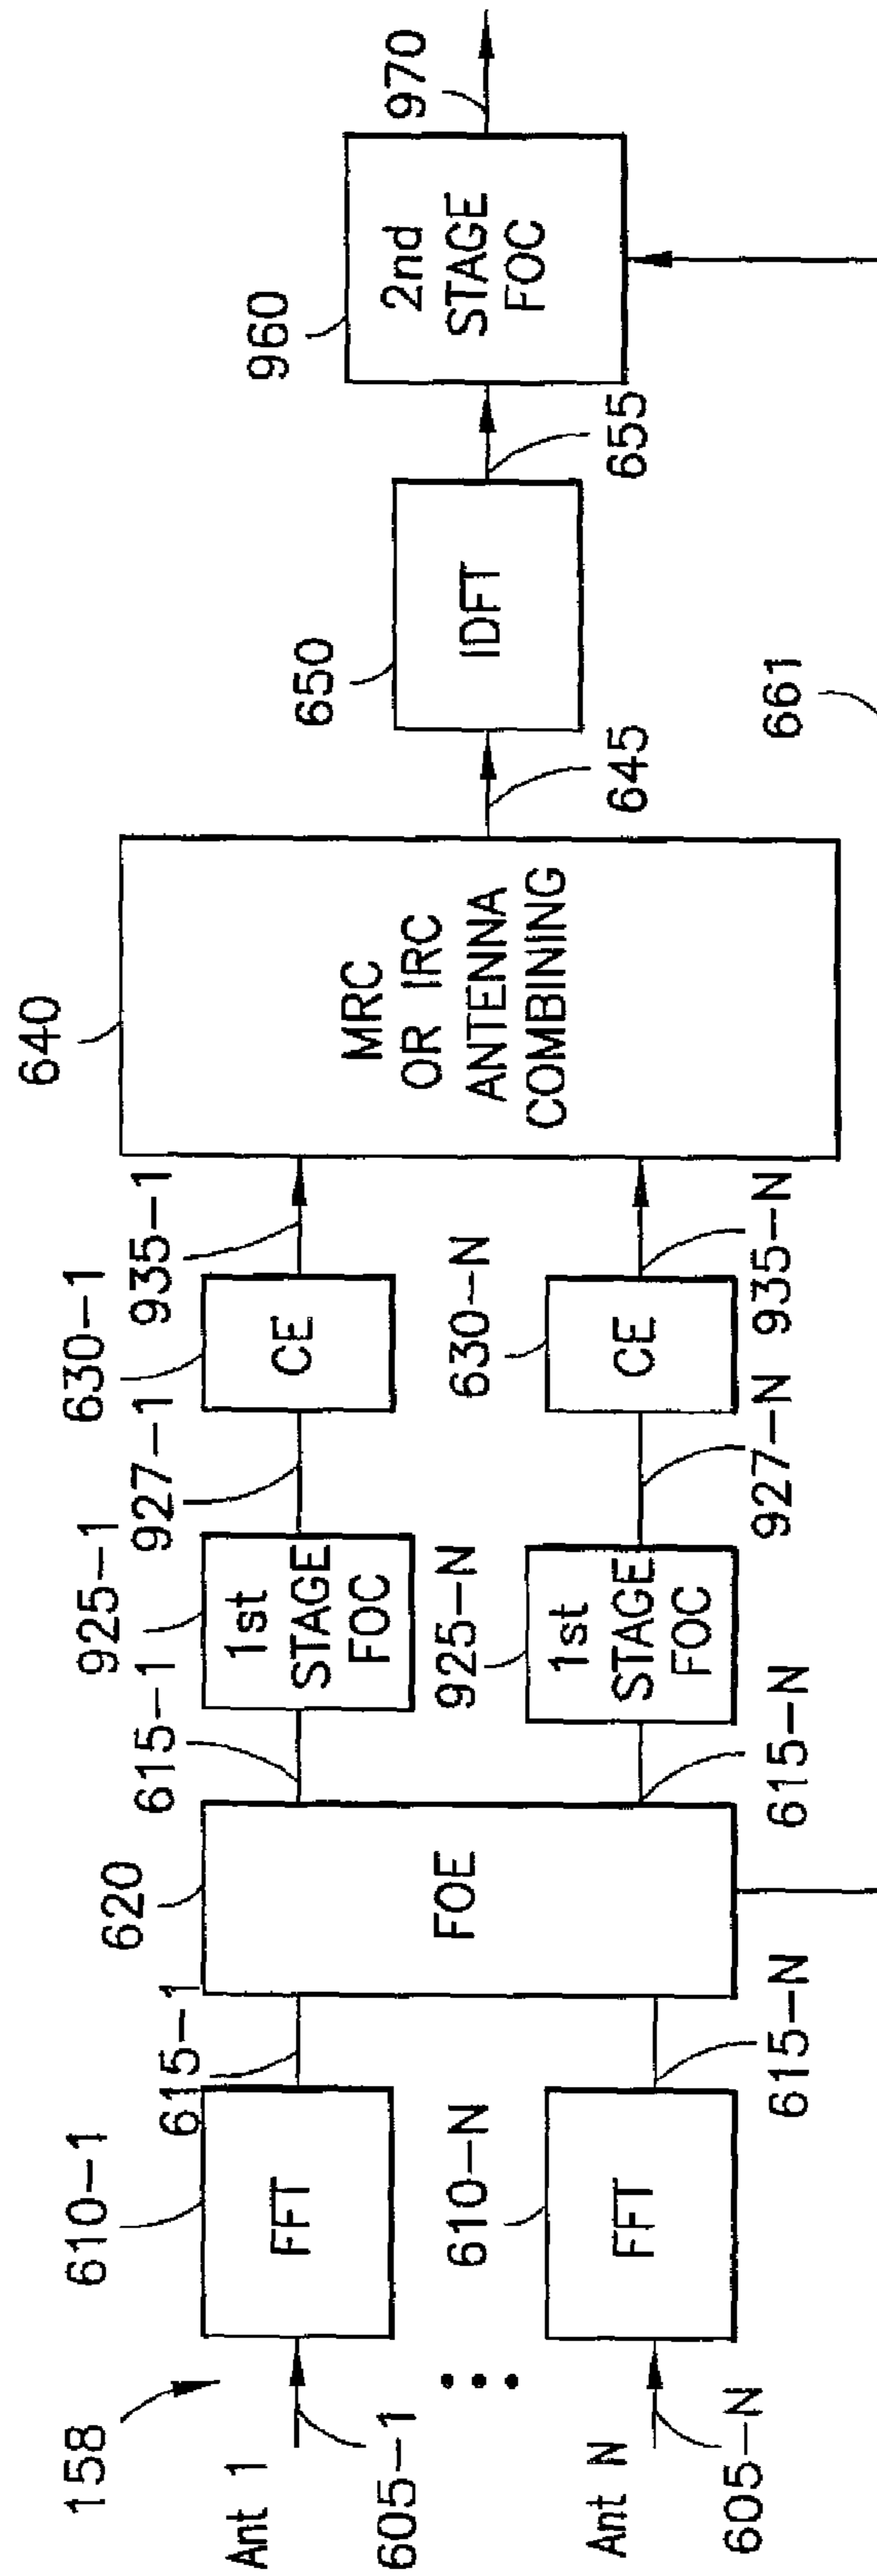 158
Ant 1
605-1
Ant N
605-N
610-1
FFT
610-N
FFT
615-1
615-N
620
FOE
615-1
615-N
925-1
1st
STAGE
FOC
925-N
1st
STAGE
FOC
927-1
927-N
630-1
CE
630-N
CE
935-1
935-N
640
MRC
OR IRC
ANTENNA
COMBINING
645
650
IDFT
655
661
960
2nd
STAGE
FOC
970